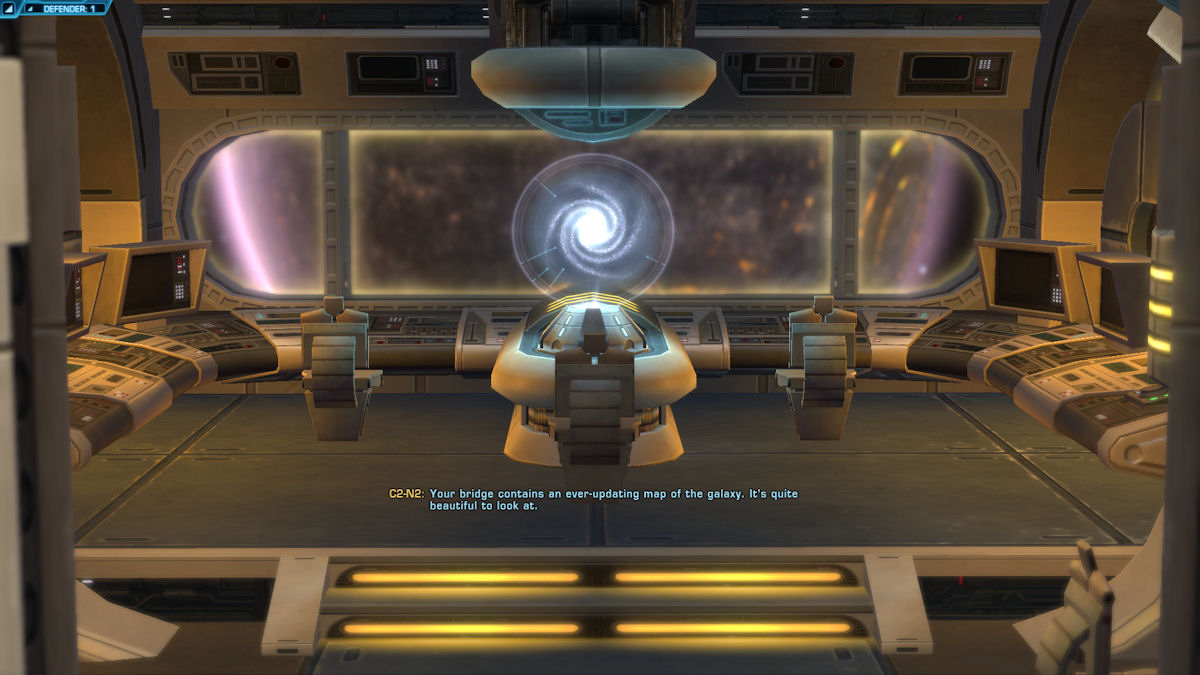 DEFENDER: 1
C2-N2: Your bridge contains an ever-updating map of the galaxy. It's quite
beautiful to look at.